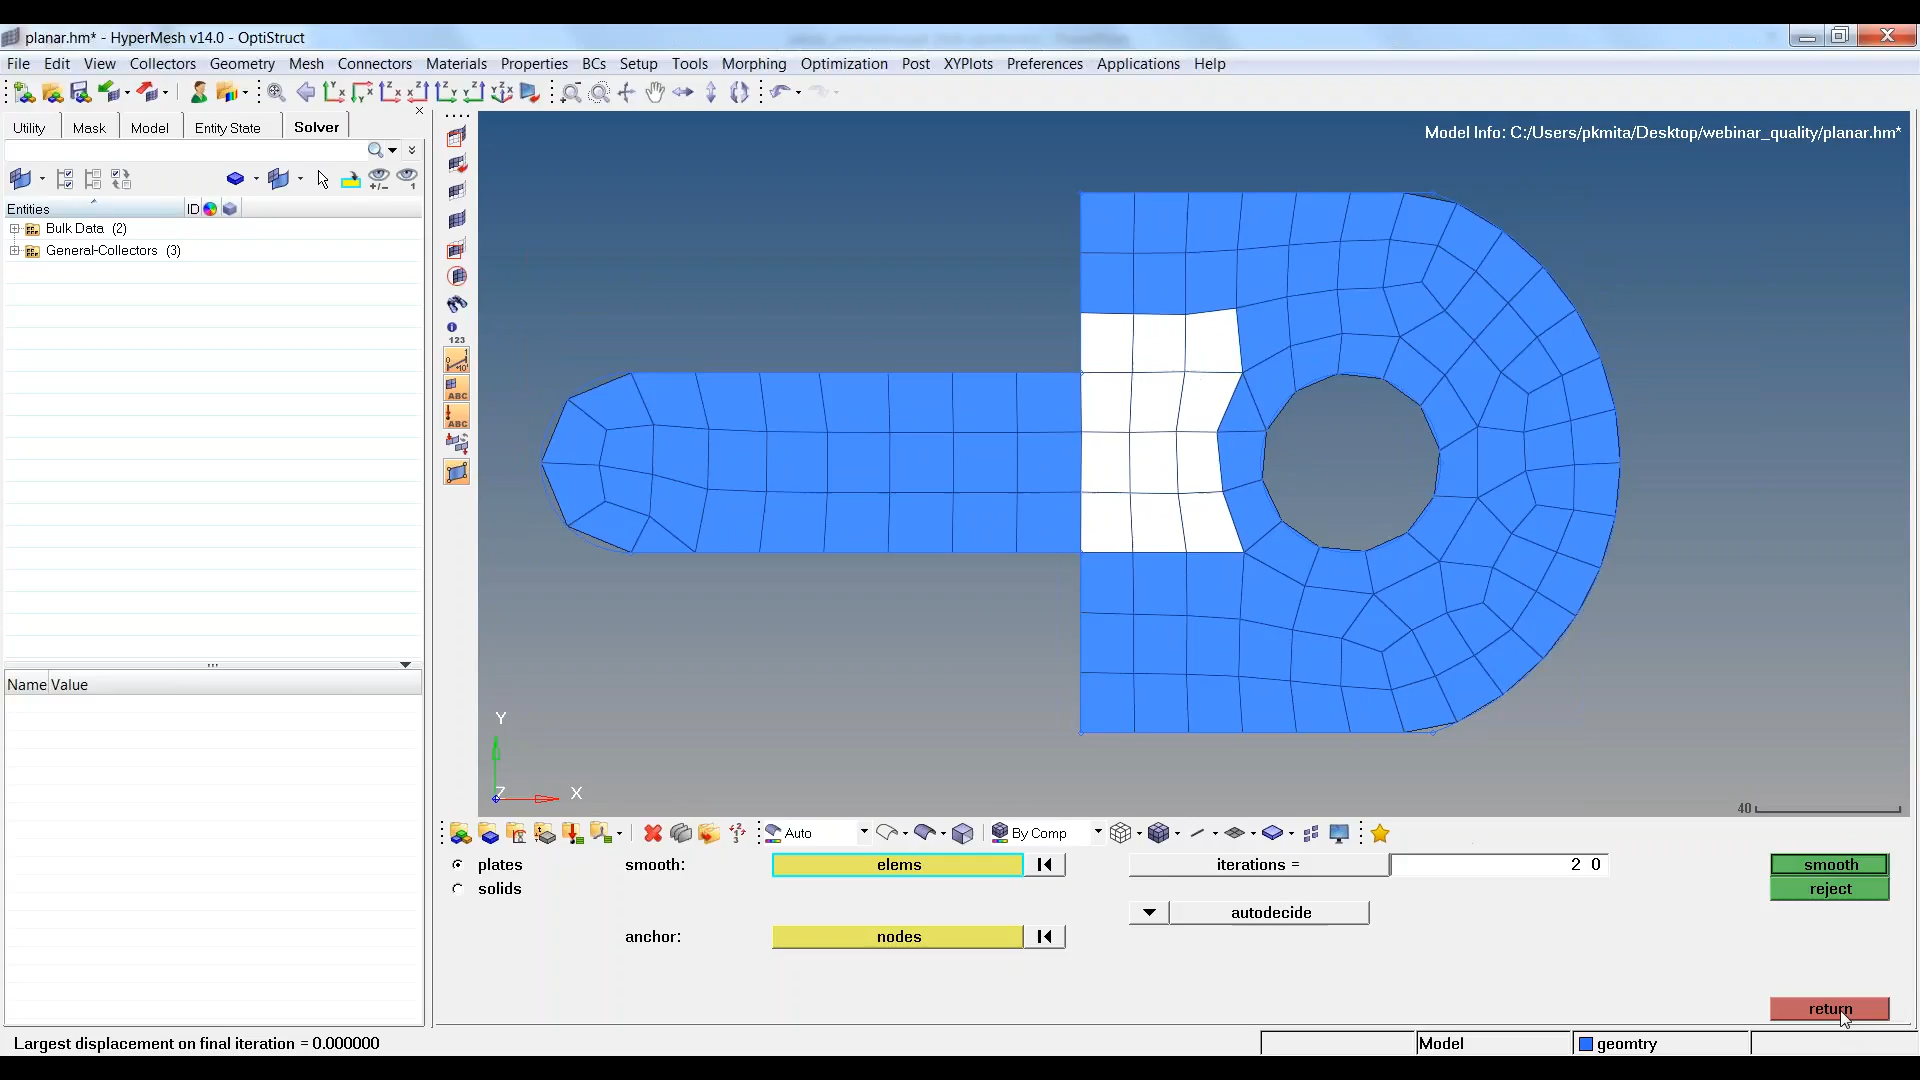 planar.hm* - HyperMesh v14.0 - OptiStruct
File Edit View Collectors Geometry Mesh Connectors Materials Properties BCs Setup Tools Morphing Optimization Post XYPlots Preferences Applications Help
Utility Mask Model Entity State Solver
Model Info: C:/Users/pkmita/Desktop/webinar_quality/planar.hm*
Entities ID
Bulk Data (2)
General-Collectors (3)
123
ABC
ABC
Name Value
Y
Z
X
40
Auto
By Comp
plates
solids
smooth:
elems
iterations =
2 0
smooth
reject
autodecide
anchor:
nodes
return
Largest displacement on final iteration = 0.000000
Model
geomtry